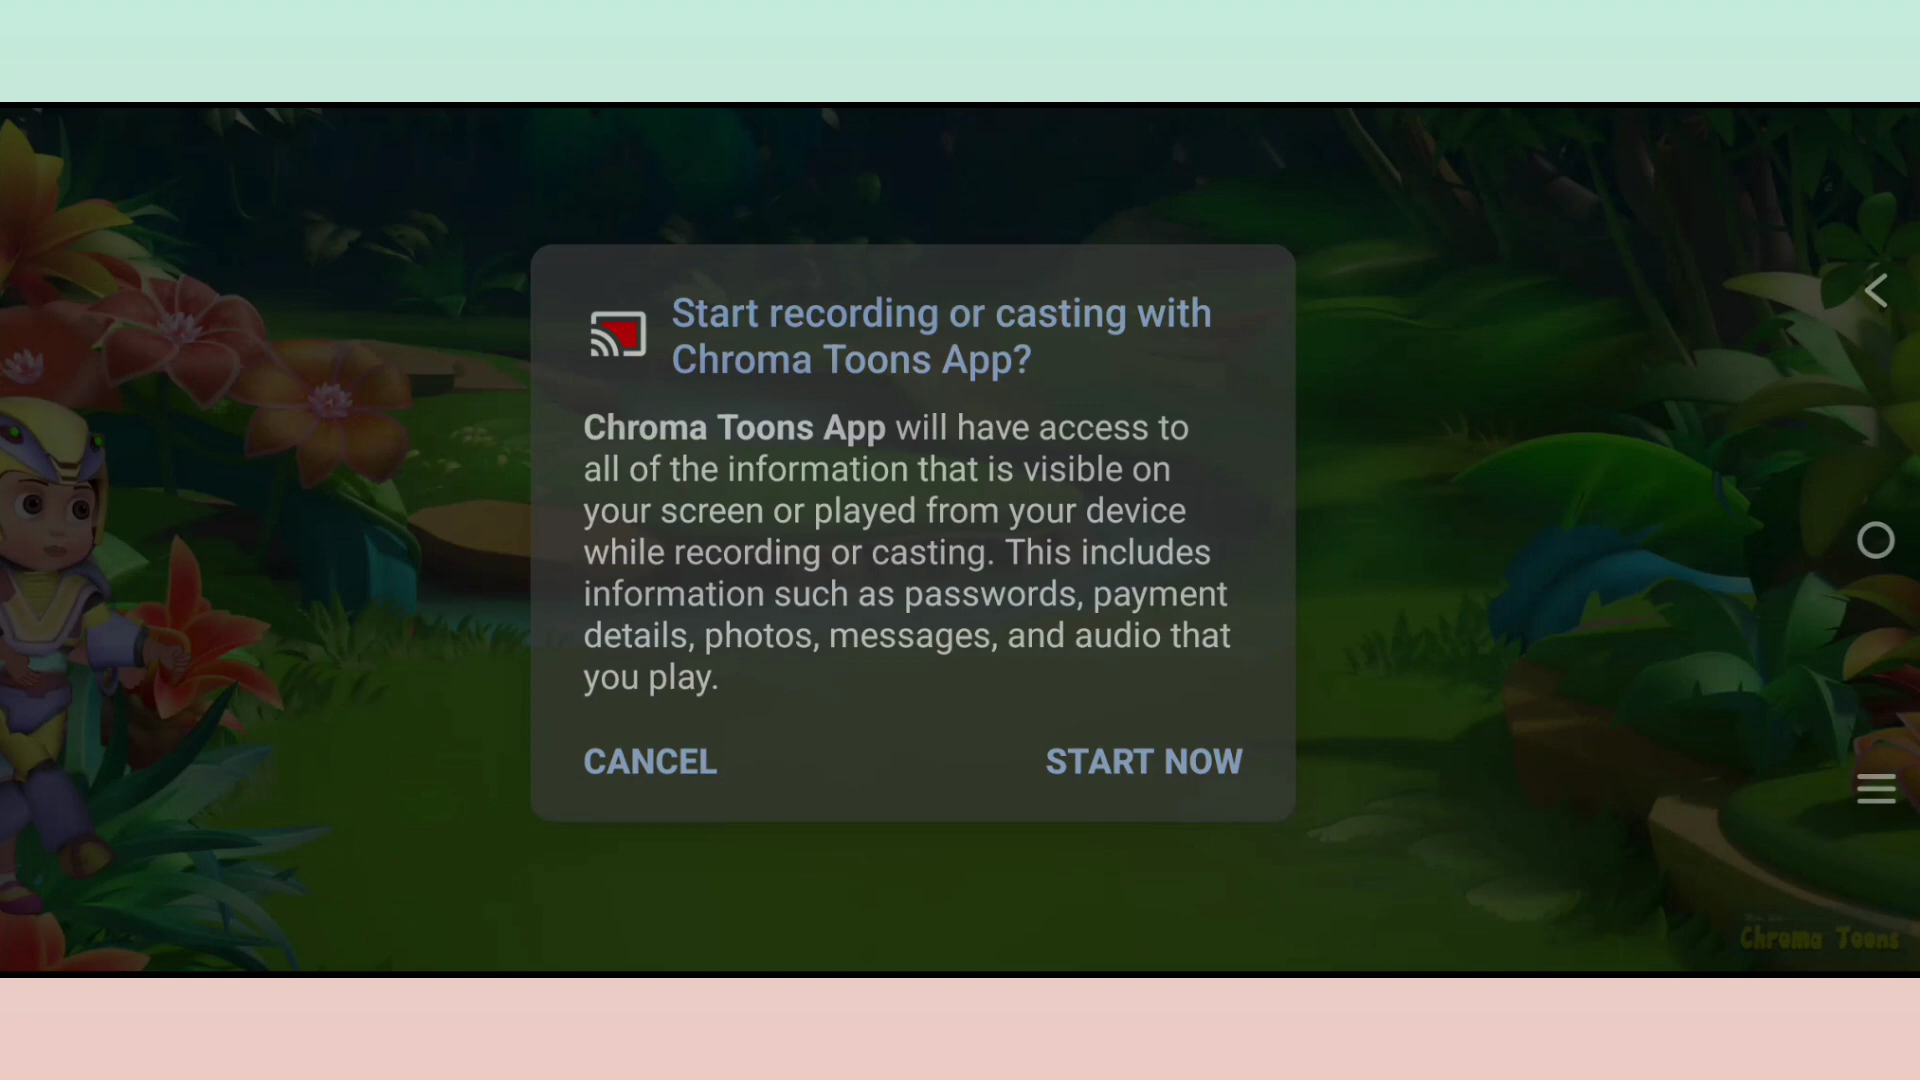 Start recording or casting with
Chroma Toons App?
Chroma Toons App will have access to
all of the information that is visible on
your screen or played from your device
while recording or casting. This includes
information such as passwords, payment
details, photos, messages, and audio that
you play.
CANCEL
START NOW
Chroma Toons